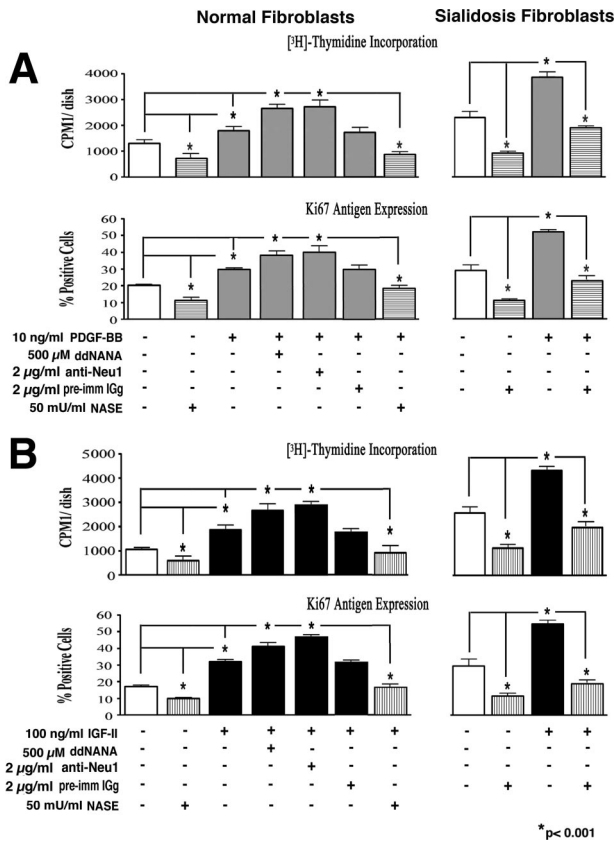 Normal Fibroblasts Sialidosis Fibroblasts
[³H]-Thymidine Incorporation
A
CPM1/ dish
4000
3000
2000
1000
0
* * * * * *
* * *
Ki67 Antigen Expression
% Positive Cells
60
50
40
30
20
10
0
* * * * *
* * *
10 ng/ml PDGF-BB - - + + + + + - - + +
500 µM ddNANA - - - + - - - - - - -
2 µg/ml anti-Neu1 - - - - + - - - - - -
2 µg/ml pre-imm IGg - - - - - + - - + - +
50 mU/ml NASE - + - - - - +
B
[³H]-Thymidine Incorporation
CPM1/ dish
5000
4000
3000
2000
1000
0
* * * * *
* * *
Ki67 Antigen Expression
% Positive Cells
60
50
40
30
20
10
0
* * * * *
* * *
100 ng/ml IGF-II - - + + + + + - - + +
500 µM ddNANA - - - + - - - - - - -
2 µg/ml anti-Neu1 - - - - + - - - - - -
2 µg/ml pre-imm IGg - - - - - + - - - - -
50 mU/ml NASE - + - - - - + - + - +
*p< 0.001